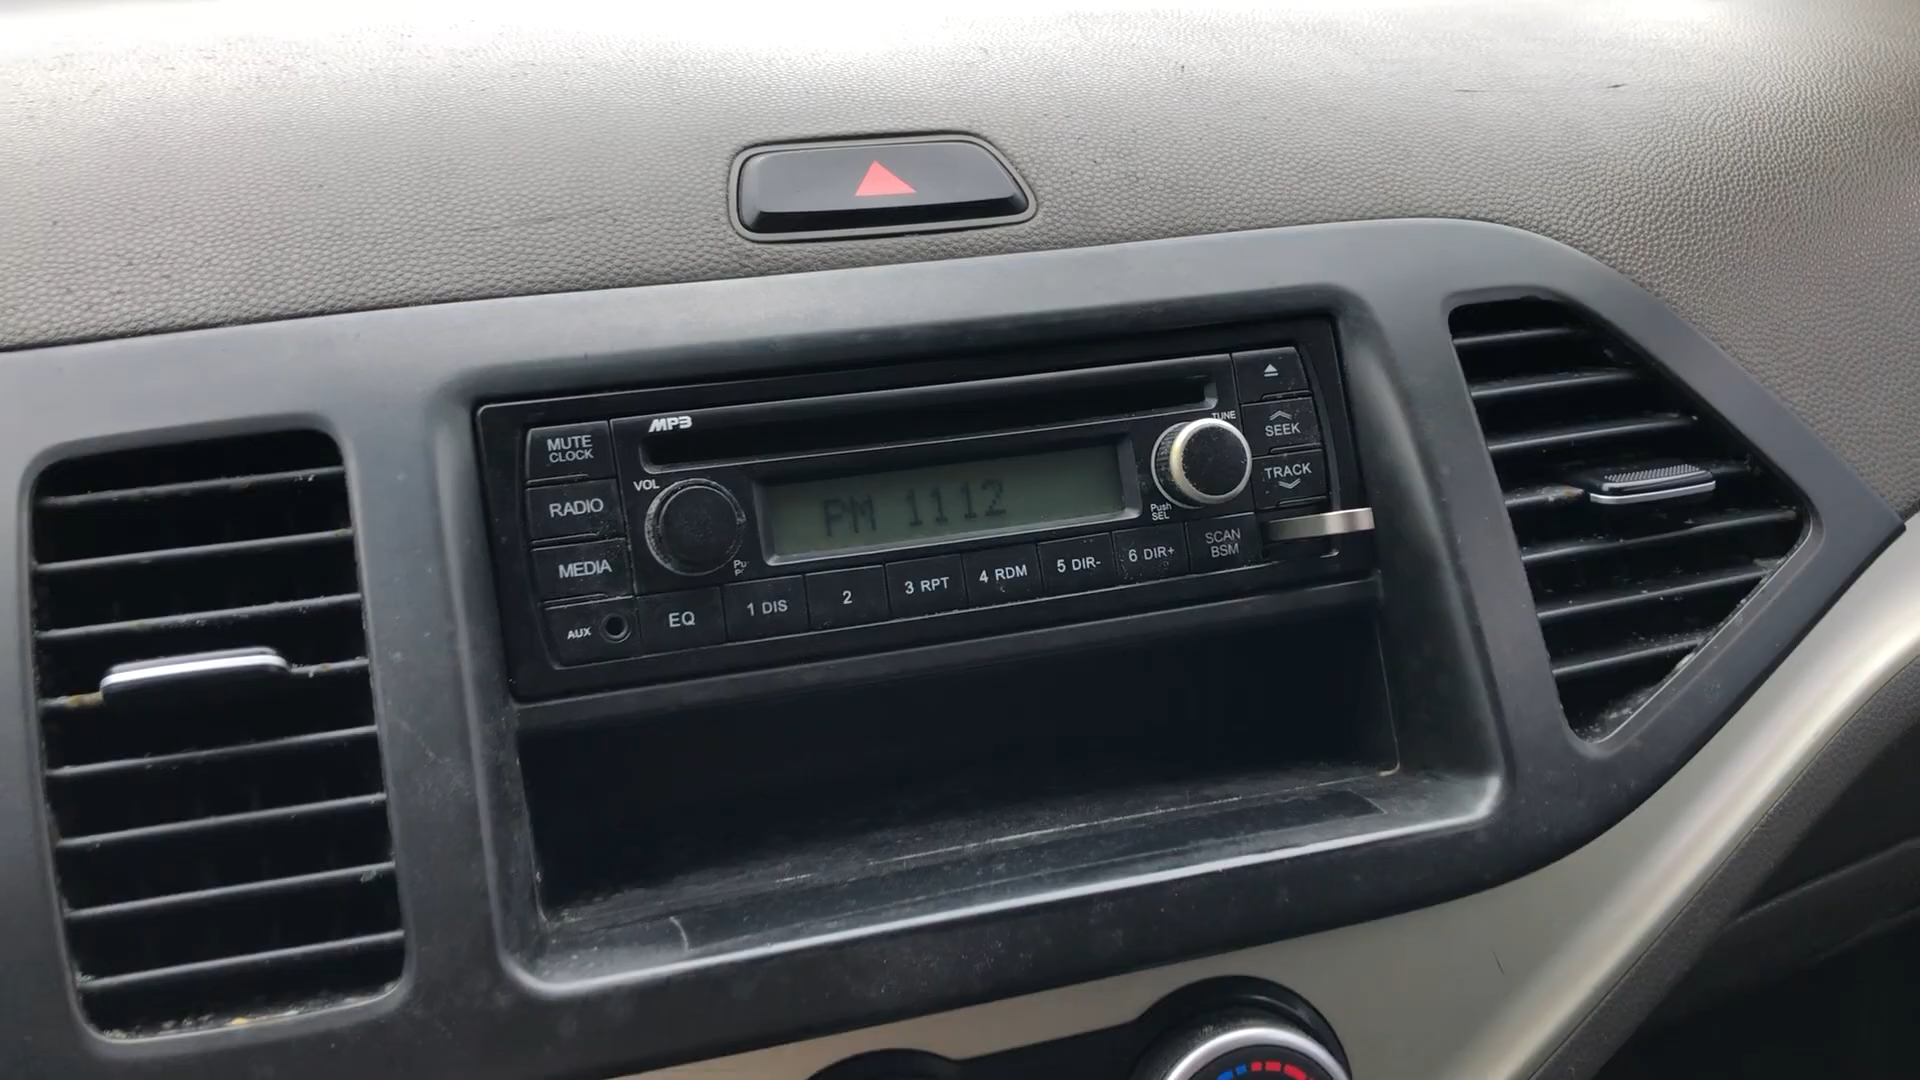 MP3
TUNE
MUTE
CLOCK
SEEK
VOL
TRACK
RADIO
PM 1112
Push
SEL
MEDIA
SCAN
BSM
AUX
EQ
1 DIS
2
3 RPT
4 RDM
5 DIR-
6 DIR+